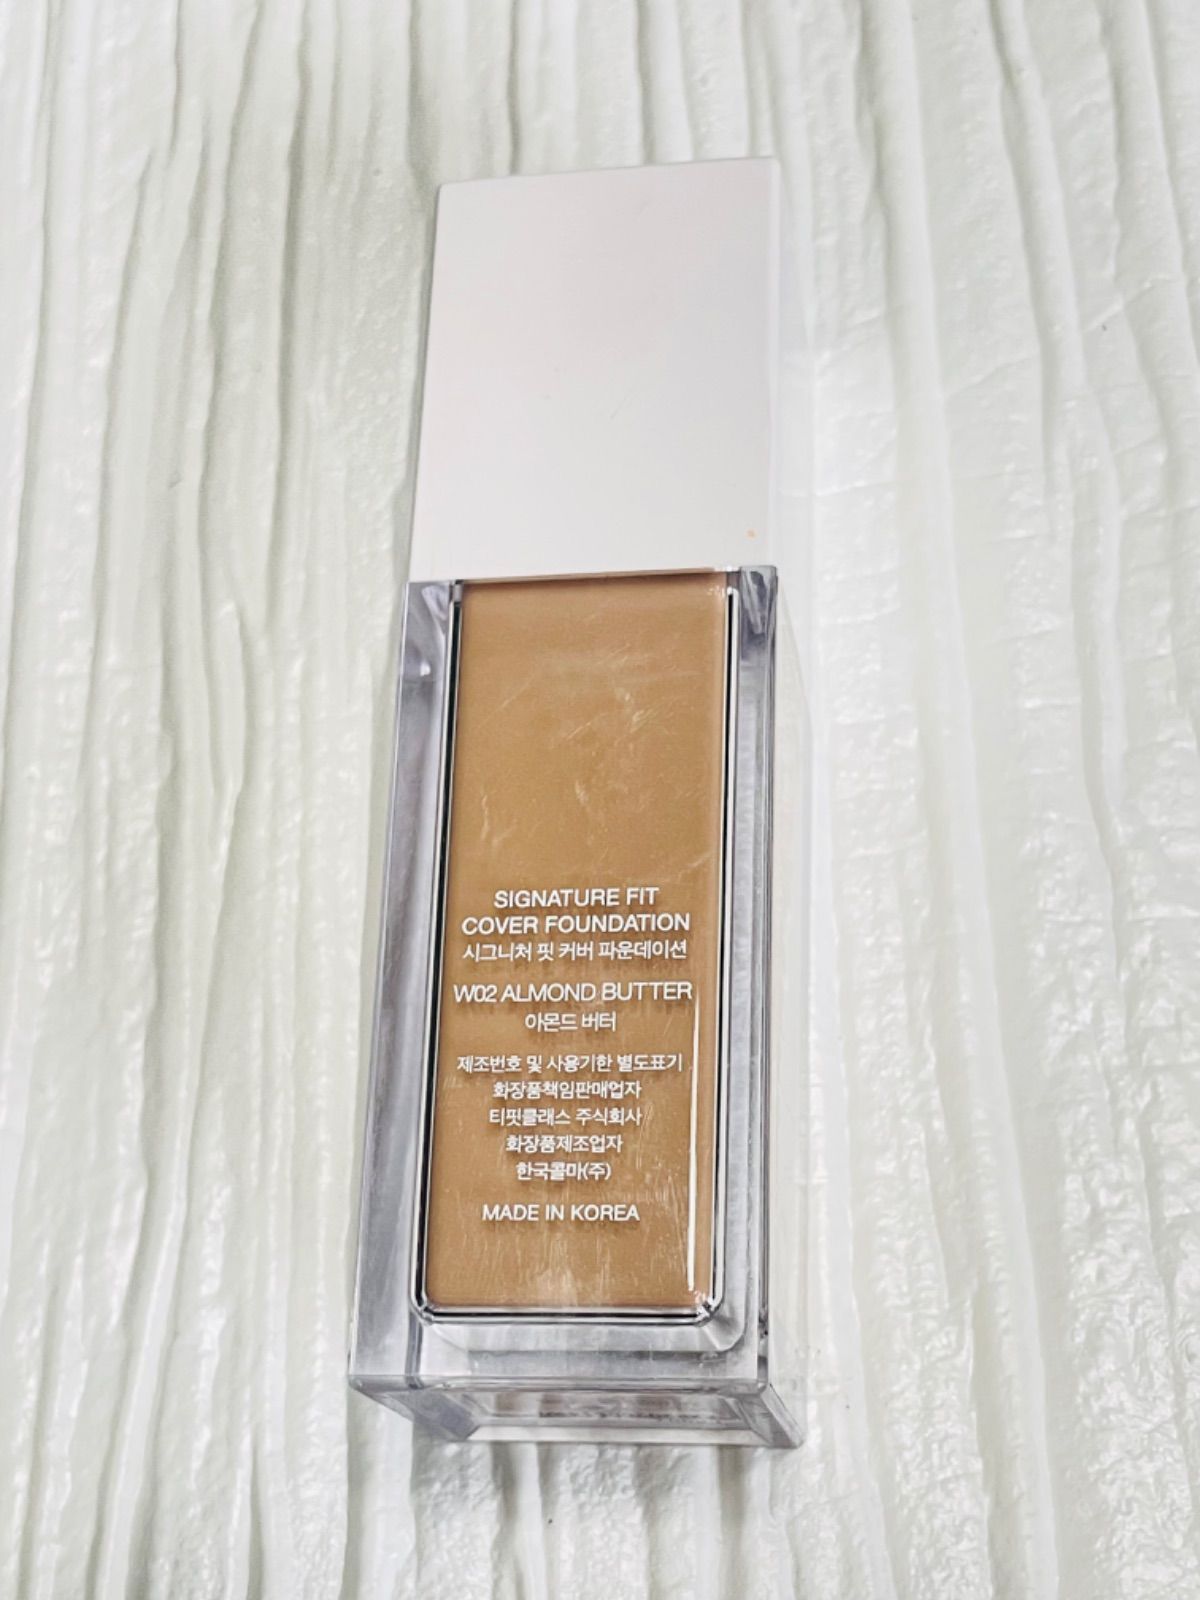 SIGNATURE FIT
COVER FOUNDATION
시그니처 핏 커버 파운데이션
W02 ALMOND BUTTER
아몬드 버터
제조번호 및 사용기한 별도표기
화장품책임판매업자
티핏클래스 주식회사
화장품제조업자
한국콜마(주)
MADE IN KOREA